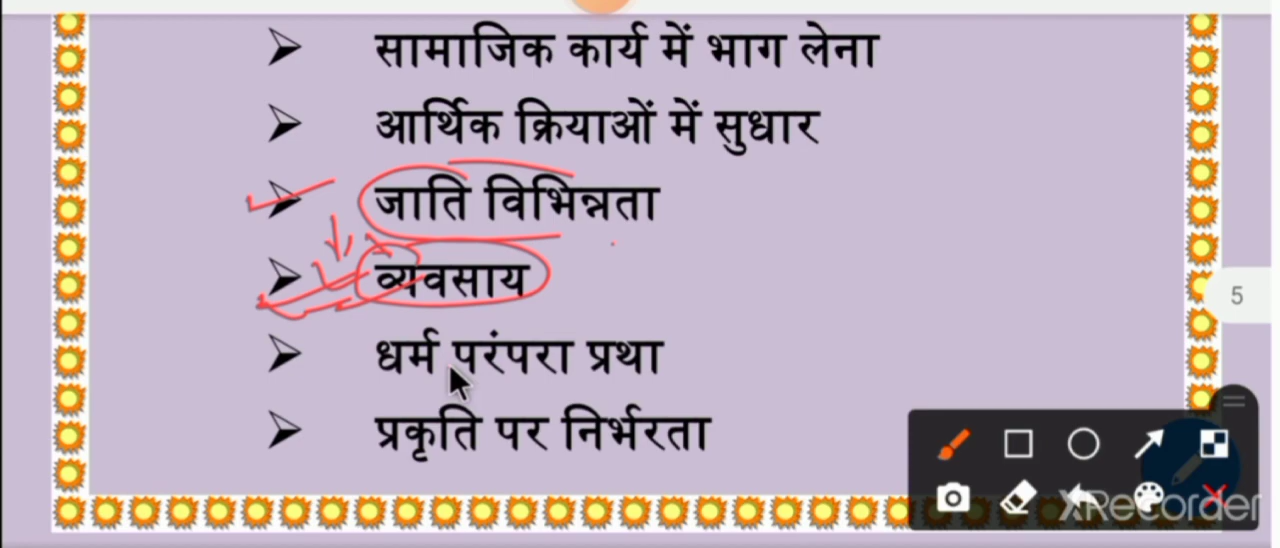 सामाजिक कार्य में भाग लेना
आर्थिक क्रियाओं में सुधार
जाति विभिन्नता
व्यवसाय
5
धर्म परंपरा प्रथा
प्रकृति पर निर्भरता
XRecorder